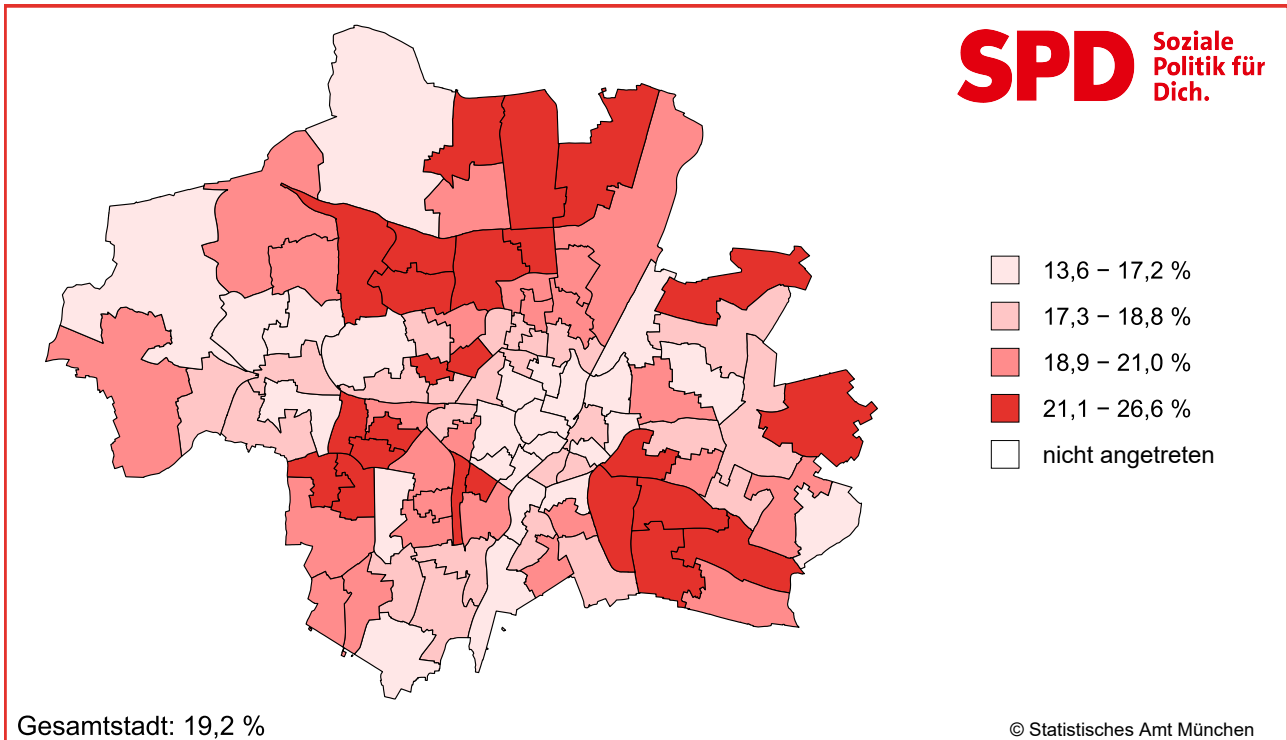 SPD
Soziale
Politik für
Dich.
13,6 – 17,2 %
17,3 – 18,8 %
18,9 – 21,0 %
21,1 – 26,6 %
nicht angetreten
Gesamtstadt: 19,2 %
© Statistisches Amt München